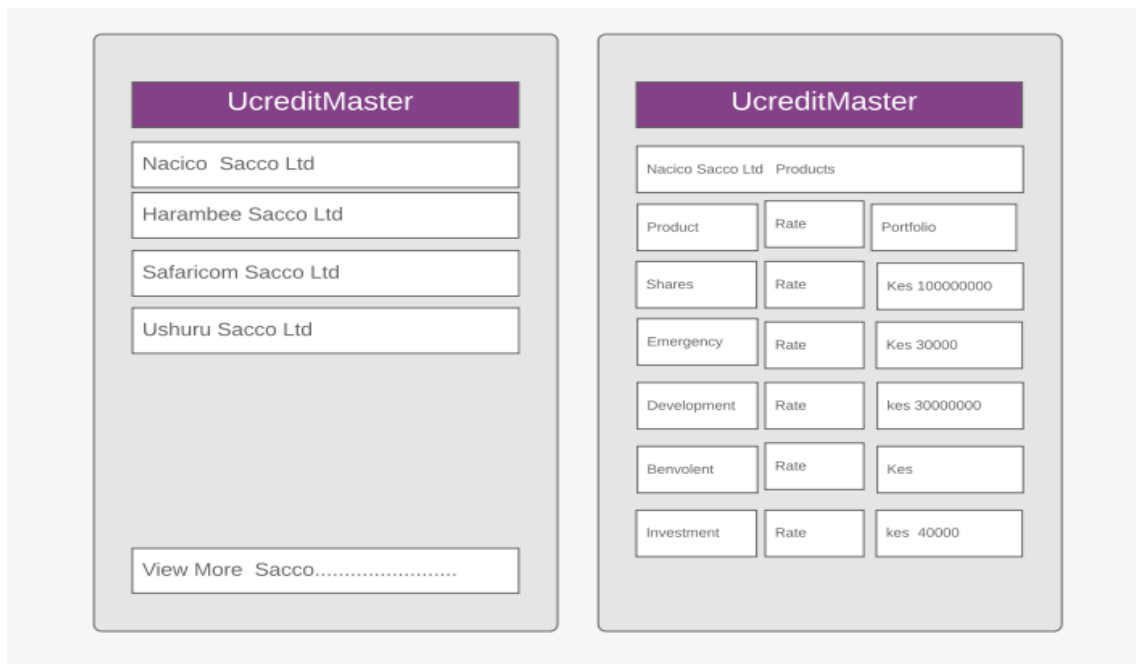 UcreditMaster
Nacico  Sacco Ltd
Harambee Sacco Ltd
Safaricom Sacco Ltd
Ushuru Sacco Ltd
View More  Sacco........................
UcreditMaster
Nacico Sacco Ltd   Products
Product Rate Portfolio
Shares Rate Kes 100000000
Emergency Rate Kes 30000
Development Rate kes 30000000
Benvolent Rate Kes
Investment Rate kes  40000